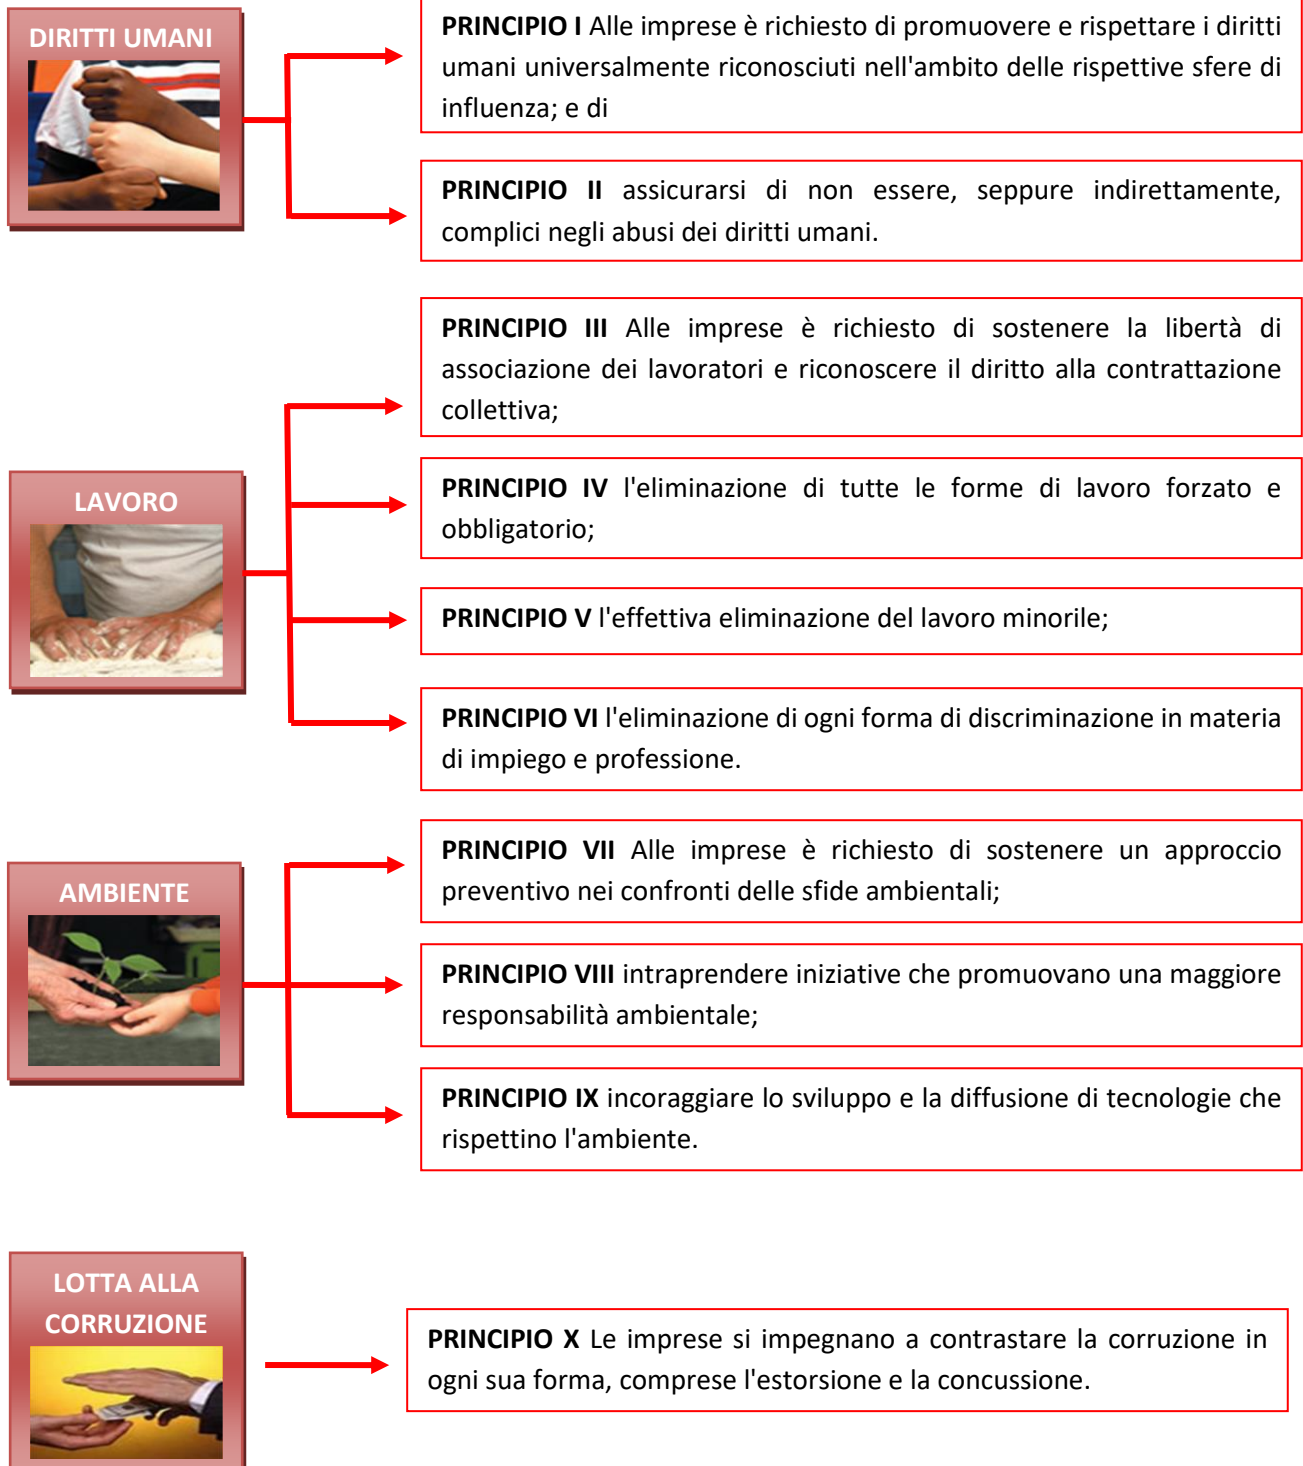 DIRITTI UMANI
PRINCIPIO I Alle imprese è richiesto di promuovere e rispettare i diritti
umani universalmente riconosciuti nell'ambito delle rispettive sfere di
influenza; e di
PRINCIPIO II assicurarsi di non essere, seppure indirettamente,
complici negli abusi dei diritti umani.
LAVORO
PRINCIPIO III Alle imprese è richiesto di sostenere la libertà di
associazione dei lavoratori e riconoscere il diritto alla contrattazione
collettiva;
PRINCIPIO IV l'eliminazione di tutte le forme di lavoro forzato e
obbligatorio;
PRINCIPIO V l'effettiva eliminazione del lavoro minorile;
PRINCIPIO VI l'eliminazione di ogni forma di discriminazione in materia
di impiego e professione.
AMBIENTE
PRINCIPIO VII Alle imprese è richiesto di sostenere un approccio
preventivo nei confronti delle sfide ambientali;
PRINCIPIO VIII intraprendere iniziative che promuovano una maggiore
responsabilità ambientale;
PRINCIPIO IX incoraggiare lo sviluppo e la diffusione di tecnologie che
rispettino l'ambiente.
LOTTA ALLA
CORRUZIONE
PRINCIPIO X Le imprese si impegnano a contrastare la corruzione in
ogni sua forma, comprese l'estorsione e la concussione.